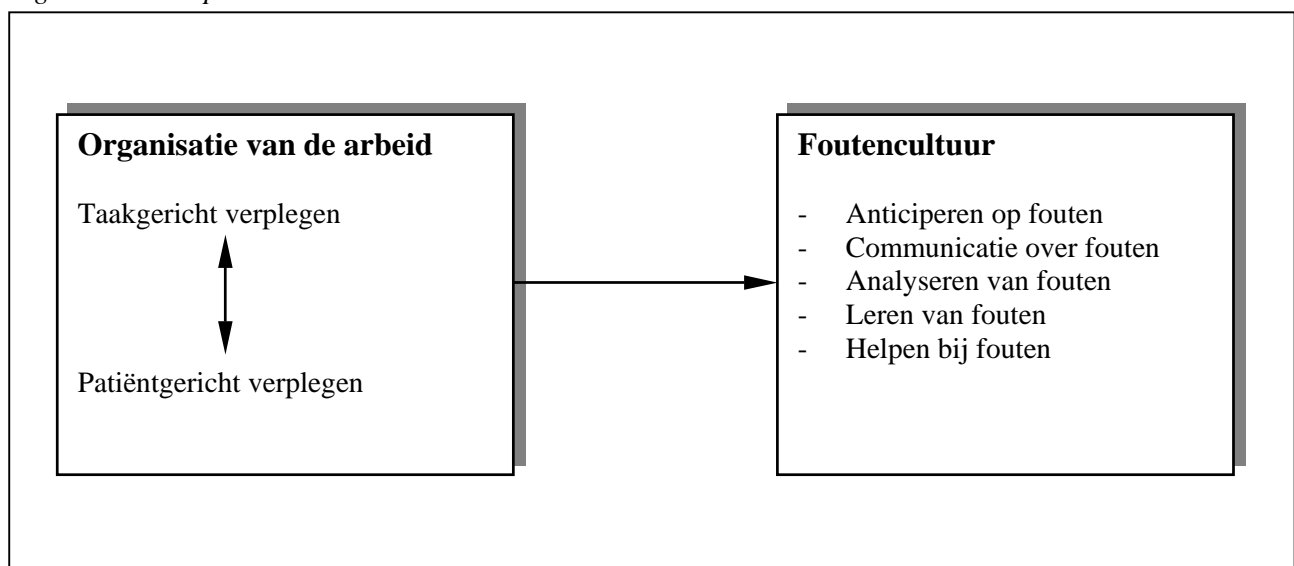 Organisatie van de arbeid
Taakgericht verplegen
Patiëntgericht verplegen
Foutencultuur
- Anticiperen op fouten
- Communicatie over fouten
- Analyseren van fouten
- Leren van fouten
- Helpen bij fouten